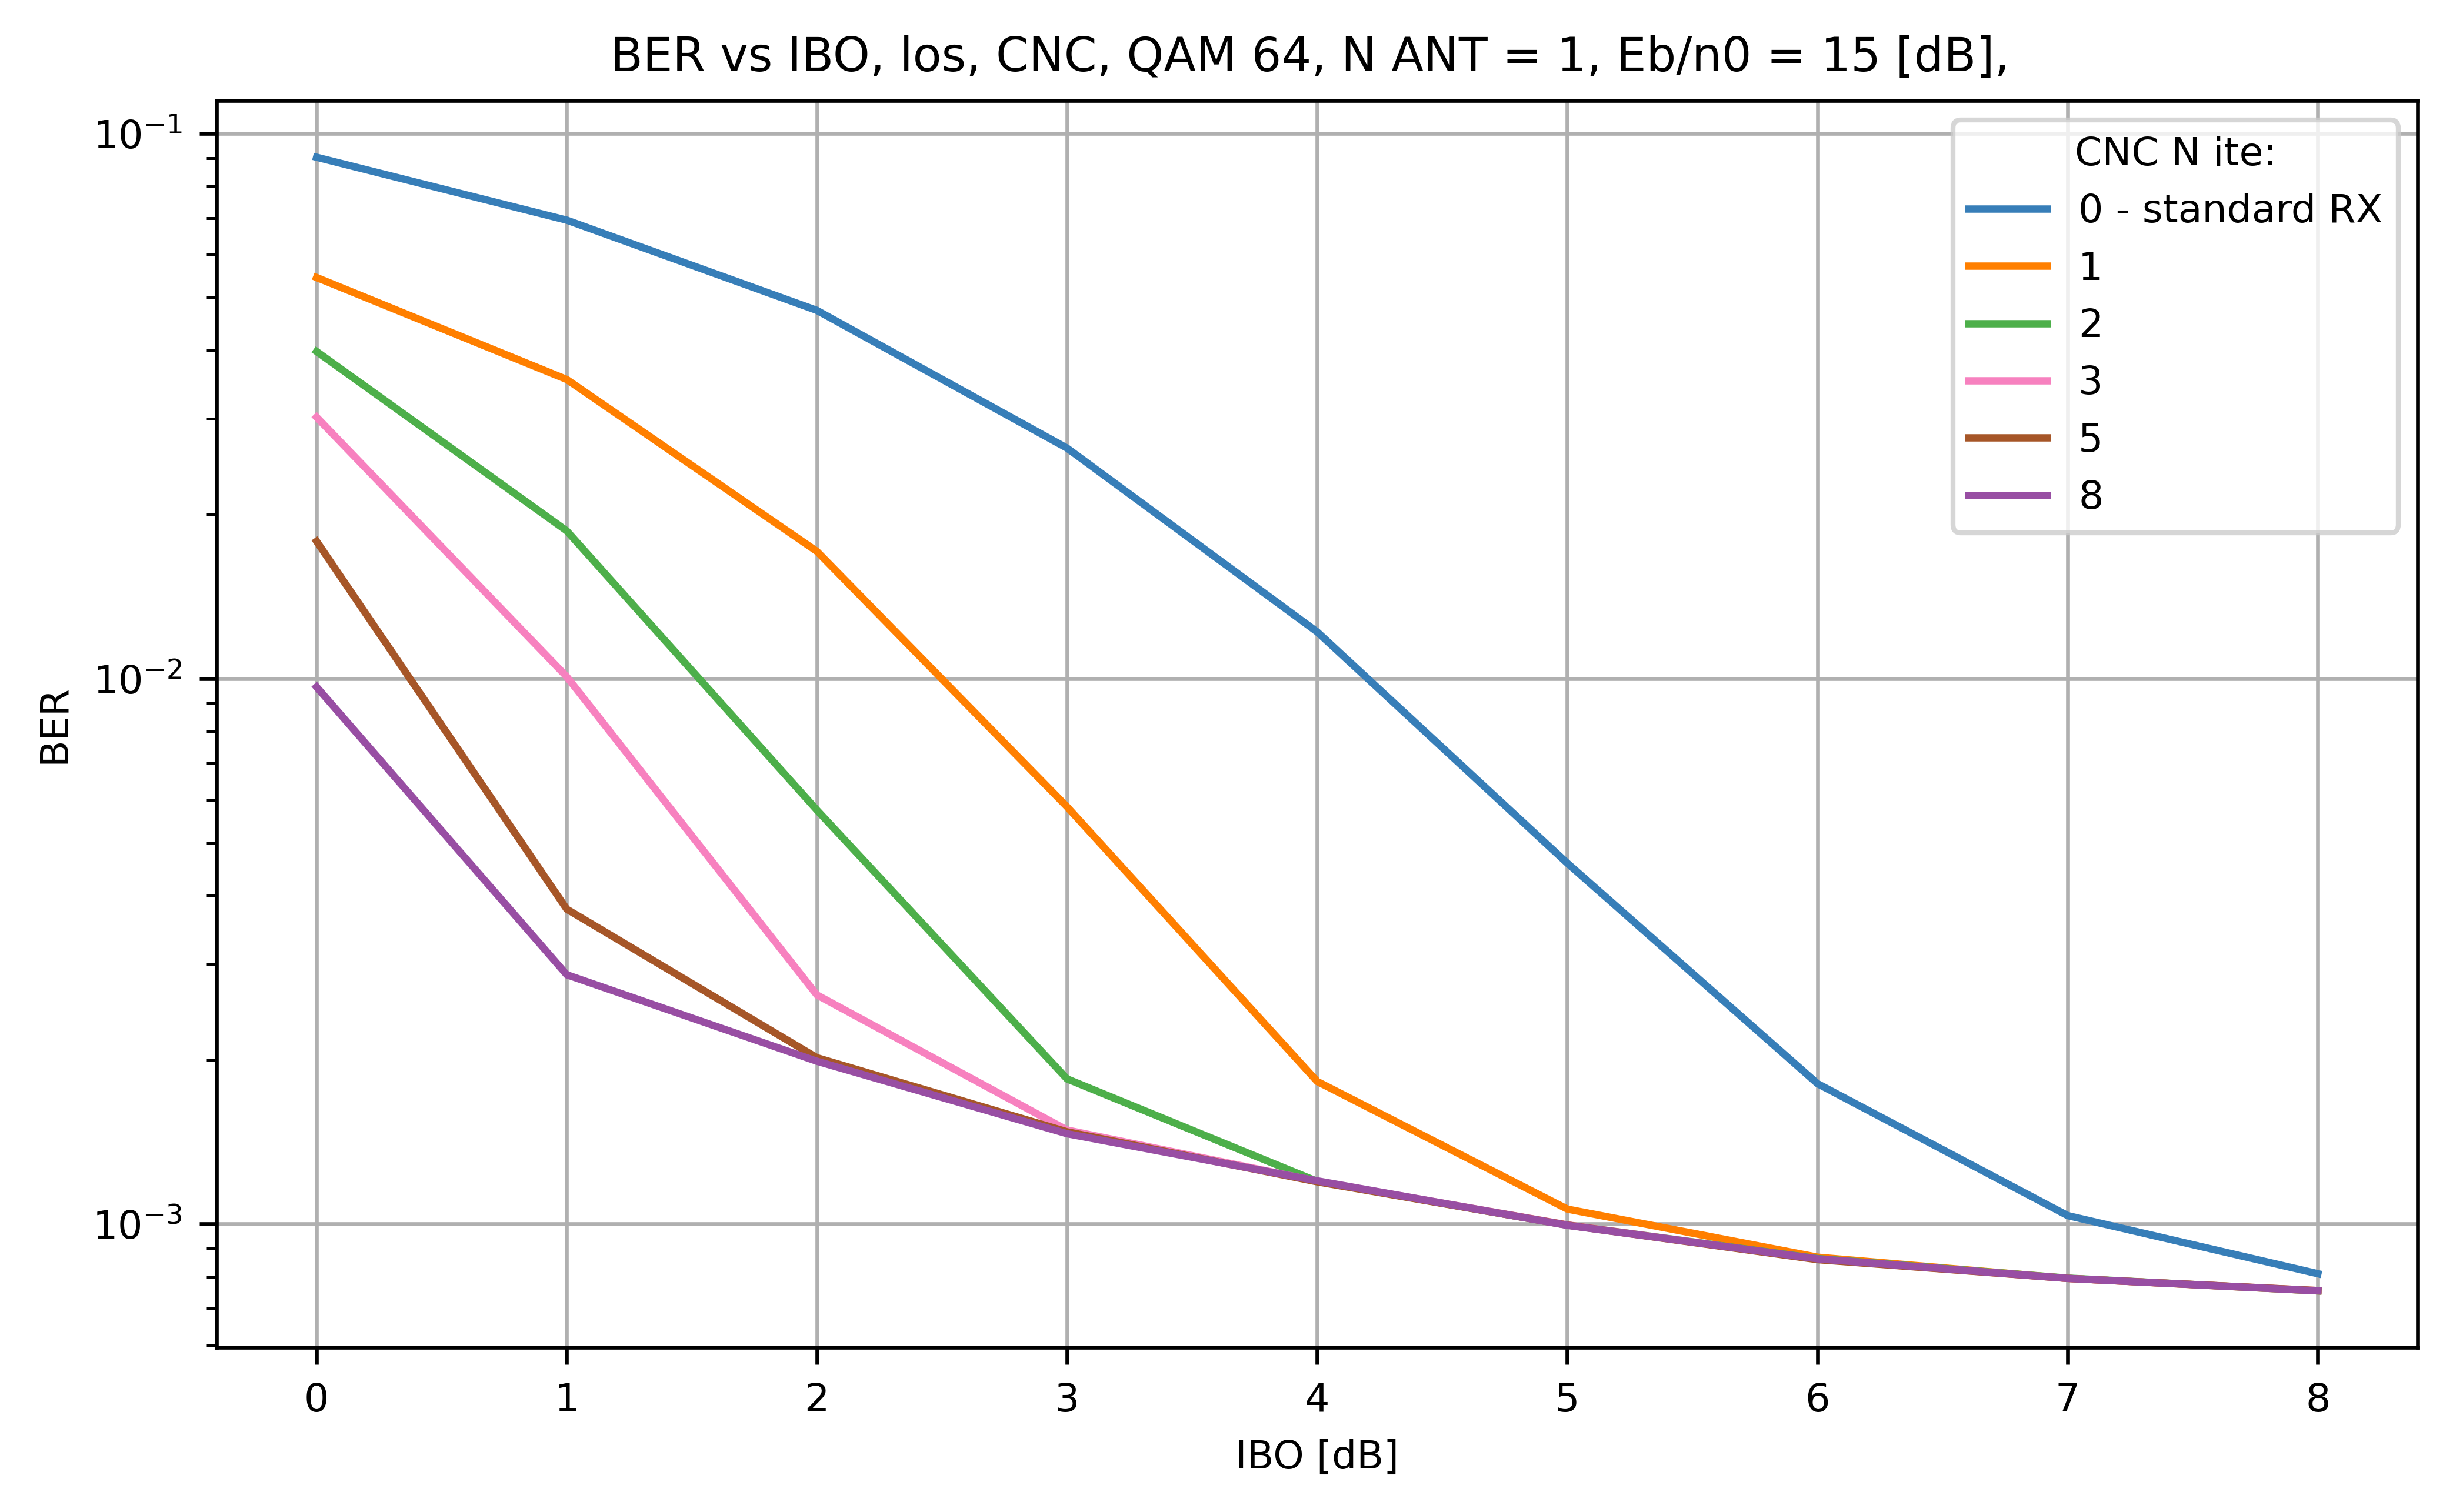 BER vs IBO, los, CNC, QAM 64, N ANT = 1, Eb/n0 = 15 [dB],
CNC N ite:
0 - standard RX
1
2
3
5
8
BER
10⁻¹
10⁻²
10⁻³
0 1 2 3 4 5 6 7 8
IBO [dB]